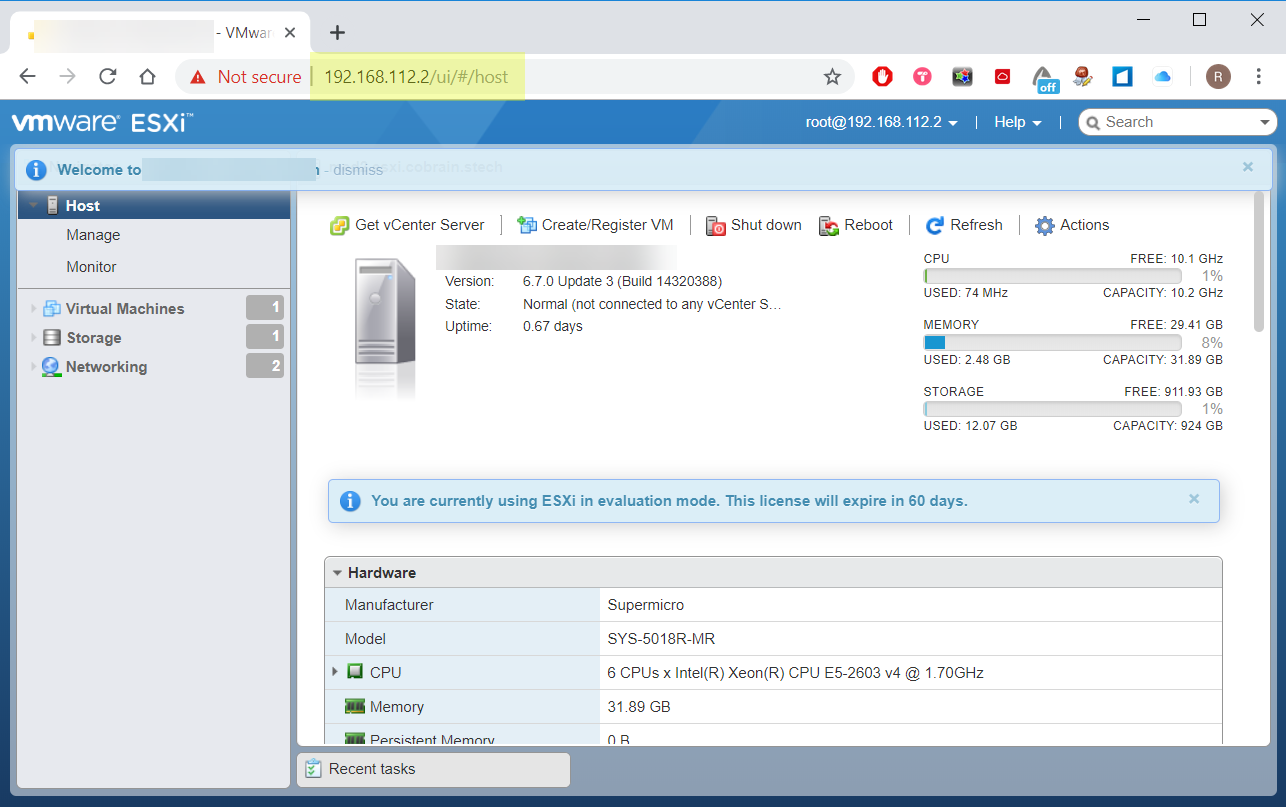 - VMwar
Not secure | 192.168.112.2/ui/#/host
off
R
vmware® ESXi™
root@192.168.112.2 | Help | Search
Welcome to - dismiss
Host
Manage
Monitor
Virtual Machines 1
Storage 1
Networking 2
Get vCenter Server | Create/Register VM | Shut down Reboot | Refresh | Actions
Version: 6.7.0 Update 3 (Build 14320388)
State: Normal (not connected to any vCenter S...
Uptime: 0.67 days
CPU FREE: 10.1 GHz
1%
USED: 74 MHz CAPACITY: 10.2 GHz
MEMORY FREE: 29.41 GB
8%
USED: 2.48 GB CAPACITY: 31.89 GB
STORAGE FREE: 911.93 GB
1%
USED: 12.07 GB CAPACITY: 924 GB
You are currently using ESXi in evaluation mode. This license will expire in 60 days.
Hardware
Manufacturer Supermicro
Model SYS-5018R-MR
CPU 6 CPUs x Intel(R) Xeon(R) CPU E5-2603 v4 @ 1.70GHz
Memory 31.89 GB
Persistent Memory 0 B
Recent tasks